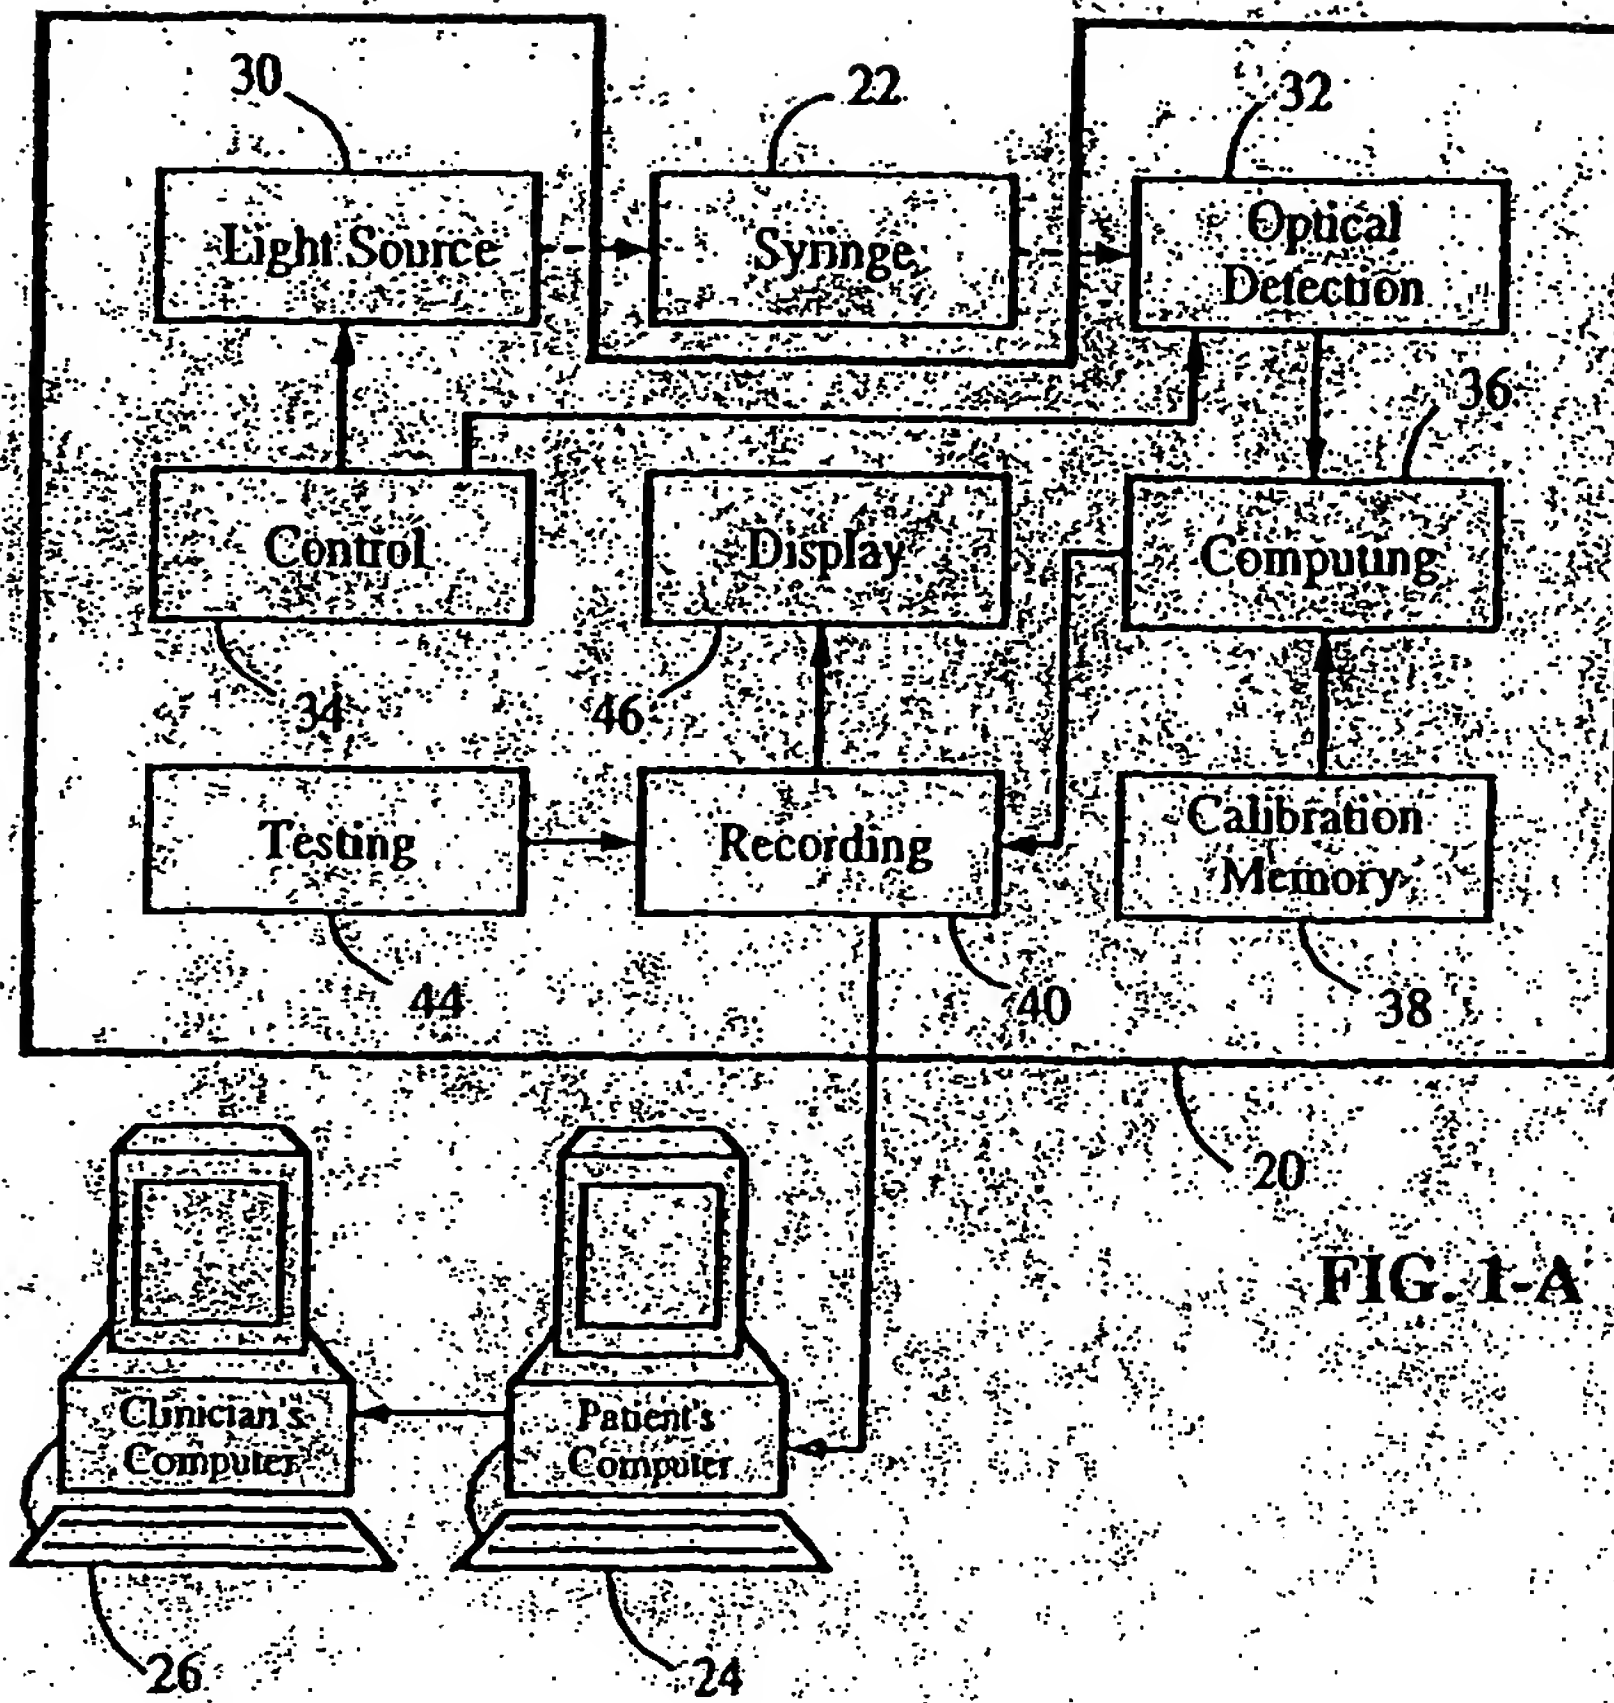 30
22
32
Light Source
Syringe
Optical
Detection
36
Control
Display
Computing
34
46
Testing
Recording
Calibration
Memory
44
40
38
20
FIG. 1-A
Clinician's
Computer
Patient's
Computer
26
24